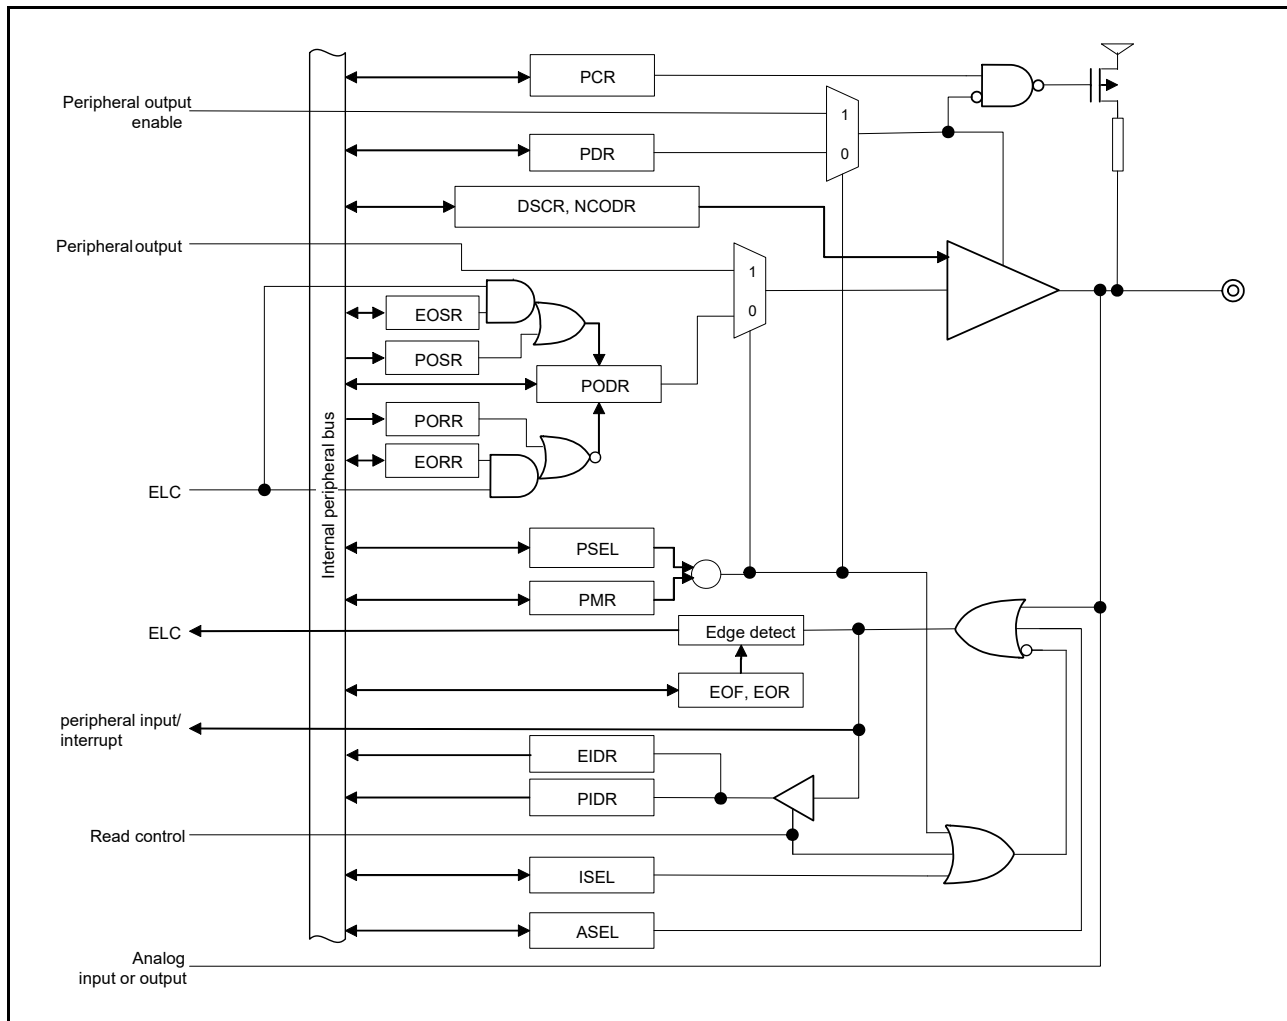 PCR
Peripheral output
enable
1
0
PDR
DSCR, NCODR
Peripheral output
1
0
EOSR
POSR
PODR
PORR
EORR
Internal peripheral bus
ELC
PSEL
PMR
ELC
Edge detect
EOF, EOR
peripheral input/
interrupt
EIDR
PIDR
Read control
ISEL
ASEL
Analog
input or output